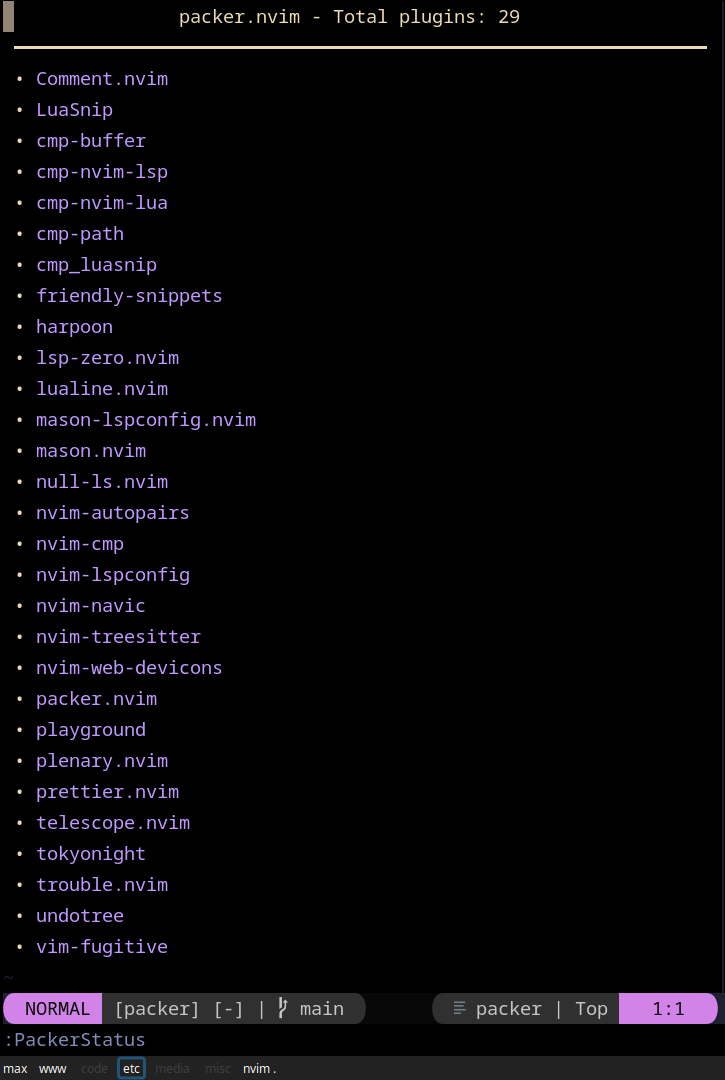 packer.nvim - Total plugins: 29
• Comment.nvim
• LuaSnip
• cmp-buffer
• cmp-nvim-lsp
• cmp-nvim-lua
• cmp-path
• cmp_luasnip
• friendly-snippets
• harpoon
• lsp-zero.nvim
• lualine.nvim
• mason-lspconfig.nvim
• mason.nvim
• null-ls.nvim
• nvim-autopairs
• nvim-cmp
• nvim-lspconfig
• nvim-navic
• nvim-treesitter
• nvim-web-devicons
• packer.nvim
• playground
• plenary.nvim
• prettier.nvim
• telescope.nvim
• tokyonight
• trouble.nvim
• undotree
• vim-fugitive
~
NORMAL [packer] [-] | main packer | Top 1:1
:PackerStatus
max www code etc media misc nvim .